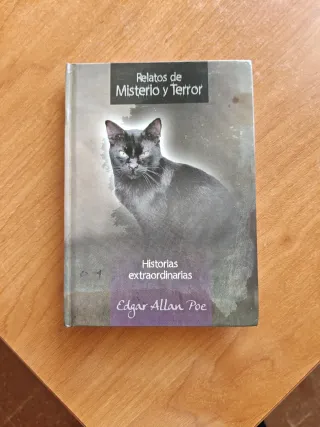 Relatos de
Misterio y Terror
Historias
extraordinarias
Edgar Allan Poe